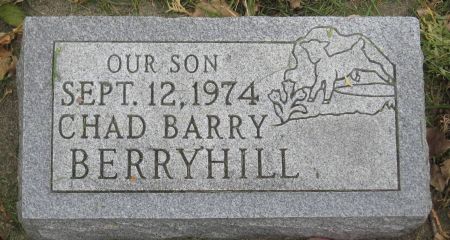 OUR SON
SEPT. 12, 1974
CHAD BARRY
BERRYHILL